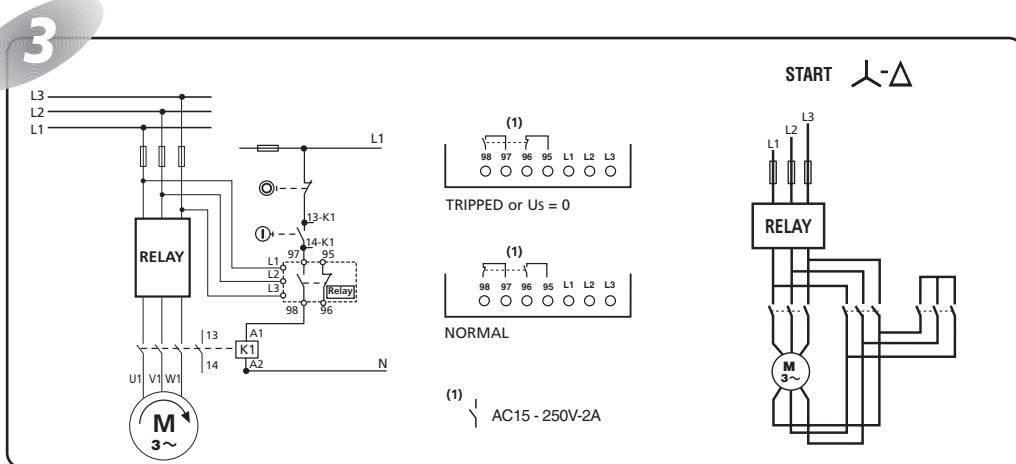 3
L3
L2
L1
RELAY
13
14
U1 V1 W1
M
3~
L1
13-K1
14-K1
97 95
L1
L2
L3
Relay
98 96
A1
K1
A2
N
(1)
98 97 96 95 L1 L2 L3
TRIPPED or Us = 0
(1)
98 97 96 95 L1 L2 L3
NORMAL
(1)
AC15 - 250V-2A
START
L1 L2 L3
RELAY
M
3~